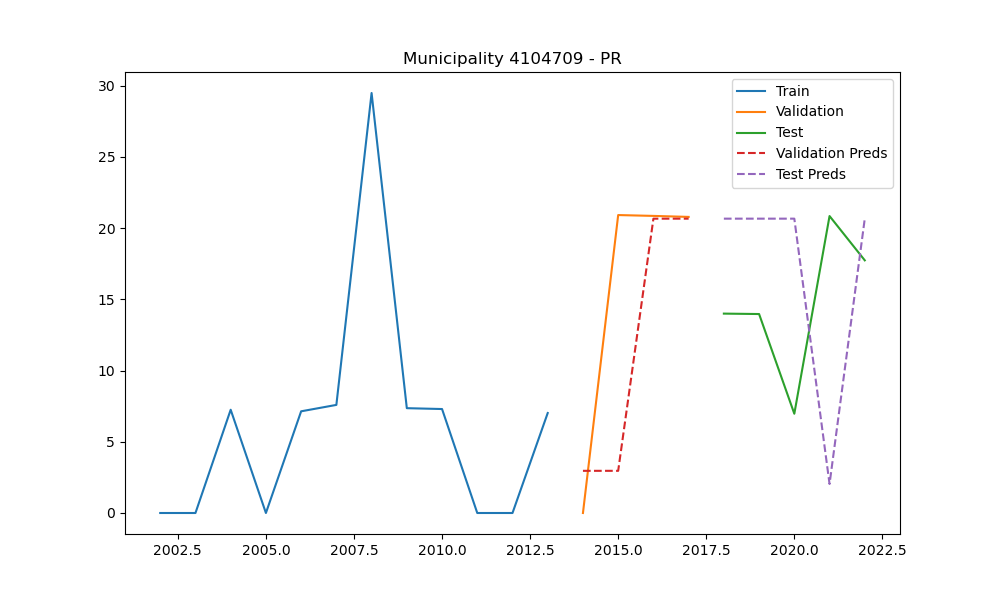 Municipality 4104709 - PR
Train
Validation
Test
Validation Preds
Test Preds
30
25
20
15
10
5
0
2002.5 2005.0 2007.5 2010.0 2012.5 2015.0 2017.5 2020.0 2022.5